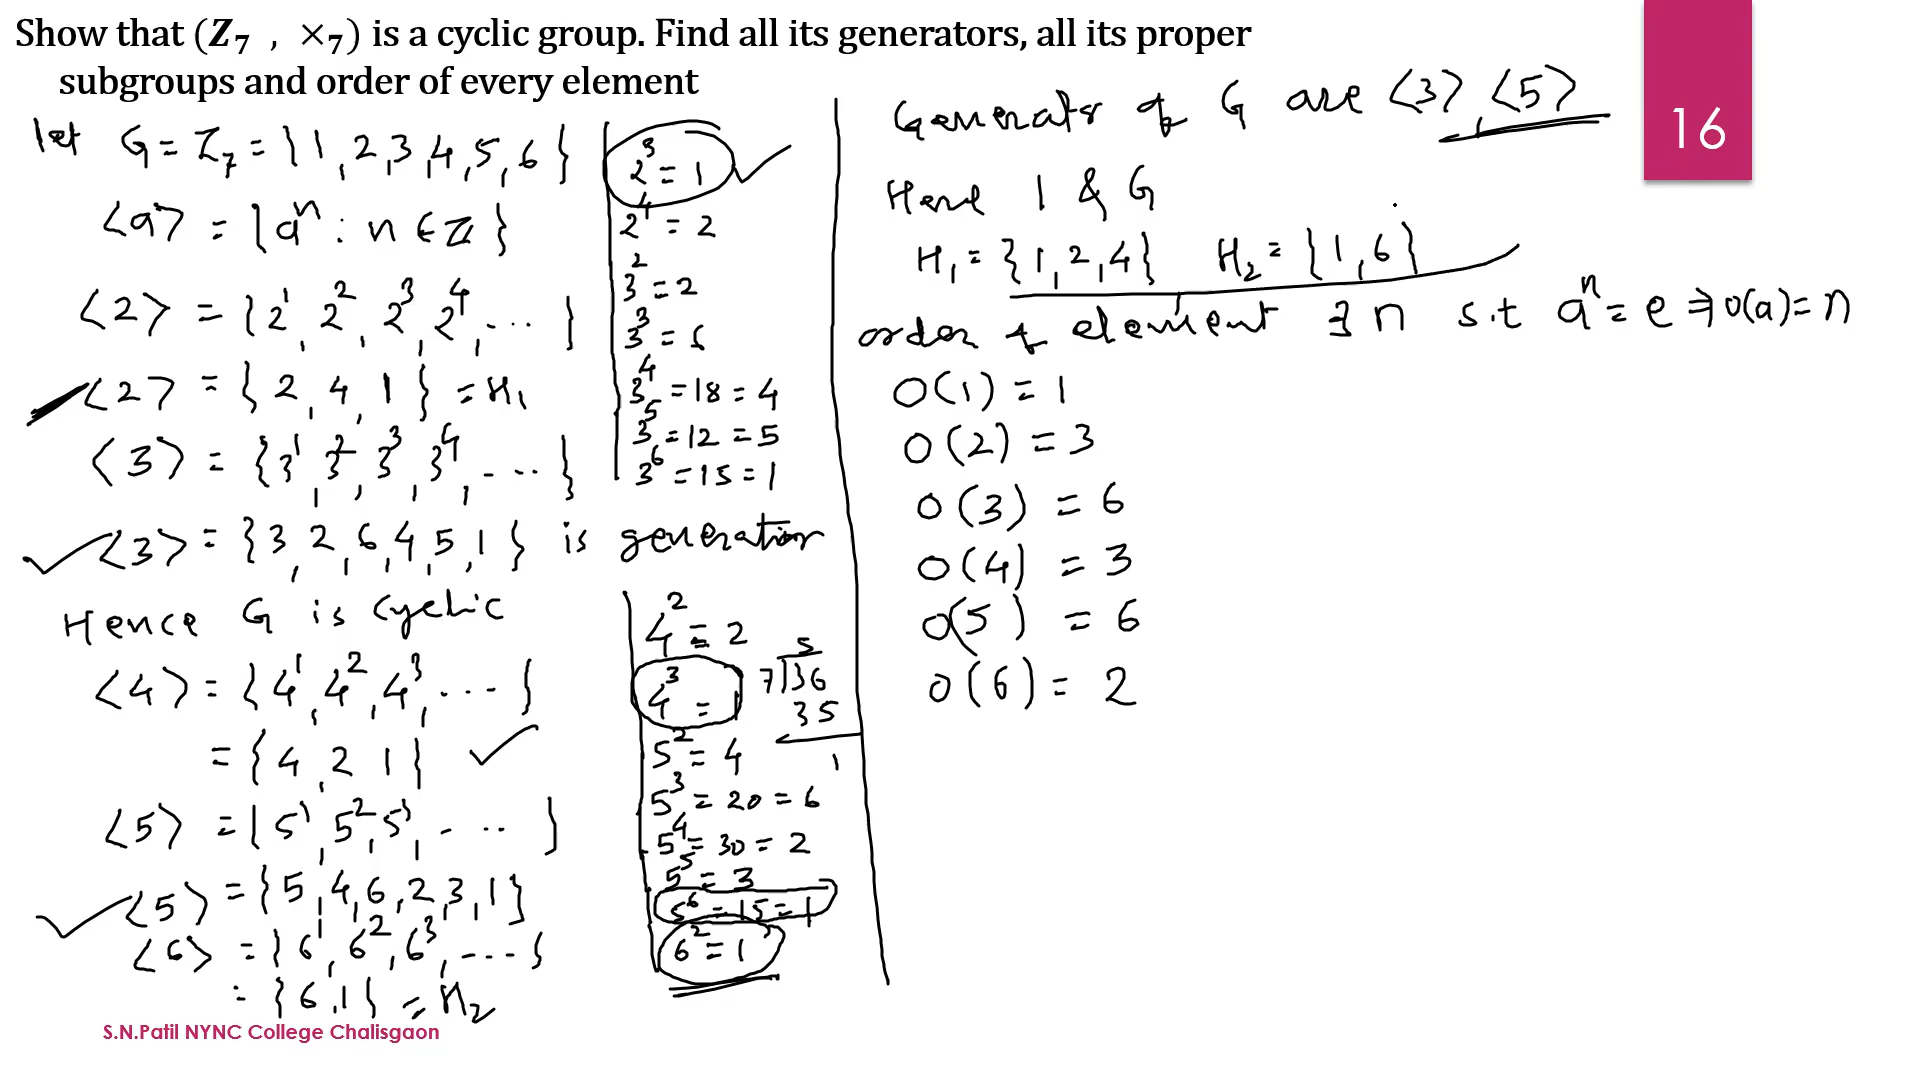 Show that (Z₇ , ×₇) is a cyclic group. Find all its generators, all its proper
subgroups and order of every element
16
let G = Z₇ = {1, 2, 3, 4, 5, 6}
⟨a⟩ = {aⁿ : n ∈ Z}
⟨2⟩ = {2¹, 2², 2³, 2⁴, ... }
⟨2⟩ = {2, 4, 1} = H₁
⟨3⟩ = {3¹, 3², 3³, 3⁴, ... }
⟨3⟩ = {3, 2, 6, 4, 5, 1} is generator
Hence G is cyclic
⟨4⟩ = {4¹, 4², 4³, ... }
= {4, 2 1}
⟨5⟩ = {5¹, 5², 5³, ... }
⟨5⟩ = {5, 4, 6, 2, 3, 1}
⟨6⟩ = {6¹, 6², 6³, ... }
= {6, 1} = H₂
2³ = 1
2⁴ = 2
3² = 2
3³ = 6
3⁴ = 18 = 4
3⁵ = 12 = 5
3⁶ = 15 = 1
4² = 2
4³ = 1
5
7)36
35
1
5² = 4
5³ = 20 = 6
5⁴ = 30 = 2
5⁵ = 3
5⁶ = 15 = 1
6² = 1
Generators of G are ⟨3⟩, ⟨5⟩
Here 1 & G
H₁ = {1, 2, 4} H₂ = {1, 6}
order of element ∃ n s.t aⁿ = e ⇒ o(a) = n
O(1) = 1
O(2) = 3
O(3) = 6
O(4) = 3
O(5) = 6
O(6) = 2
S.N.Patil NYNC College Chalisgaon